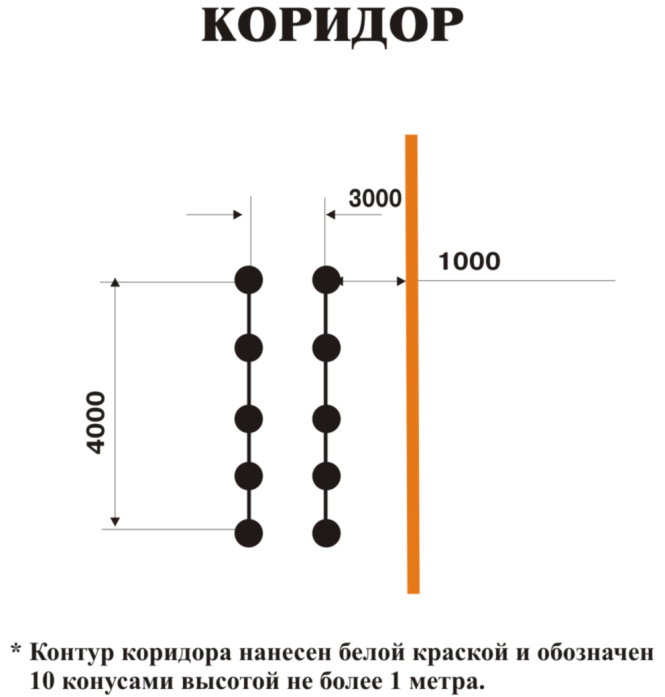 КОРИДОР
3000
1000
4000
* Контур коридора нанесен белой краской и обозначен
10 конусами высотой не более 1 метра.